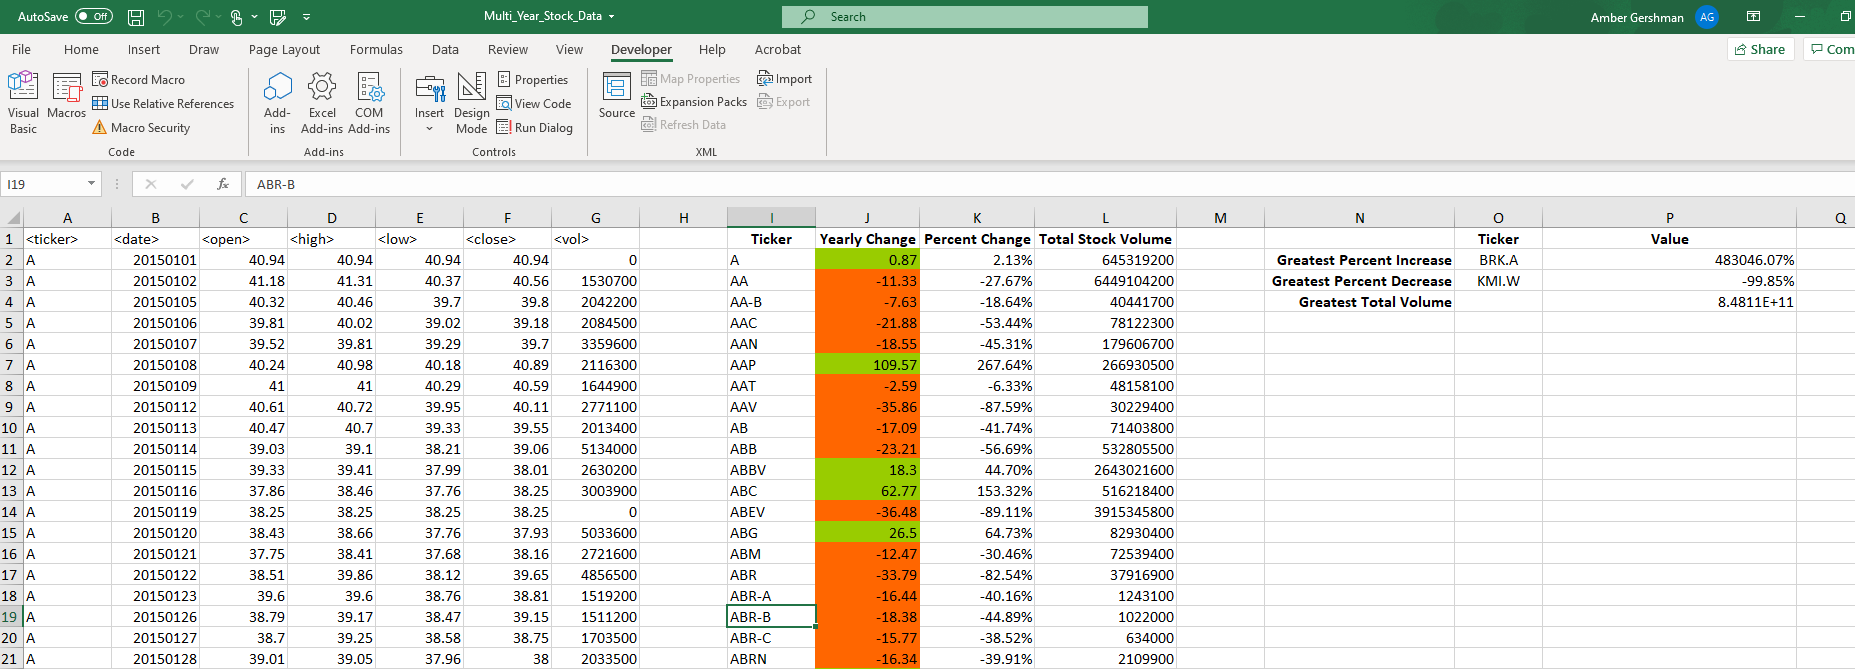 AutoSave Off Multi_Year_Stock_Data Search Amber Gershman AG
File Home Insert Draw Page Layout Formulas Data Review View Developer Help Acrobat Share Com
Visual Basic Macros Record Macro Use Relative References Macro Security
Add-ins Excel Add-ins COM Add-ins
Insert Design Mode Properties View Code Run Dialog
Source Map Properties Expansion Packs Refresh Data Import Export
Code Add-ins Controls XML
I19 fx ABR-B
A B C D E F G H I J K L M N O P Q
1 <ticker> <date> <open> <high> <low> <close> <vol> Ticker Yearly Change Percent Change Total Stock Volume Ticker Value
2 A 20150101 40.94 40.94 40.94 40.94 0 A 0.87 2.13% 645319200 Greatest Percent Increase BRK.A 483046.07%
3 A 20150102 41.18 41.31 40.37 40.56 1530700 AA -11.33 -27.67% 6449104200 Greatest Percent Decrease KMI.W -99.85%
4 A 20150105 40.32 40.46 39.7 39.8 2042200 AA-B -7.63 -18.64% 40441700 Greatest Total Volume 8.4811E+11
5 A 20150106 39.81 40.02 39.02 39.18 2084500 AAC -21.88 -53.44% 78122300
6 A 20150107 39.52 39.81 39.29 39.7 3359600 AAN -18.55 -45.31% 179606700
7 A 20150108 40.24 40.98 40.18 40.89 2116300 AAP 109.57 267.64% 266930500
8 A 20150109 41 41 40.29 40.59 1644900 AAT -2.59 -6.33% 48158100
9 A 20150112 40.61 40.72 39.95 40.11 2771100 AAV -35.86 -87.59% 30229400
10 A 20150113 40.47 40.7 39.33 39.55 2013400 AB -17.09 -41.74% 71403800
11 A 20150114 39.03 39.1 38.21 39.06 5134000 ABB -23.21 -56.69% 532805500
12 A 20150115 39.33 39.41 37.99 38.01 2630200 ABBV 18.3 44.70% 2643021600
13 A 20150116 37.86 38.46 37.76 38.25 3003900 ABC 62.77 153.32% 516218400
14 A 20150119 38.25 38.25 38.25 38.25 0 ABEV -36.48 -89.11% 3915345800
15 A 20150120 38.43 38.66 37.76 37.93 5033600 ABG 26.5 64.73% 82930400
16 A 20150121 37.75 38.41 37.68 38.16 2721600 ABM -12.47 -30.46% 72539400
17 A 20150122 38.51 39.86 38.12 39.65 4856500 ABR -33.79 -82.54% 37916900
18 A 20150123 39.6 39.6 38.76 38.81 1519200 ABR-A -16.44 -40.16% 1243100
19 A 20150126 38.79 39.17 38.47 39.15 1511200 ABR-B -18.38 -44.89% 1022000
20 A 20150127 38.7 39.25 38.58 38.75 1703500 ABR-C -15.77 -38.52% 634000
21 A 20150128 39.01 39.05 37.96 38 2033500 ABRN -16.34 -39.91% 2109900